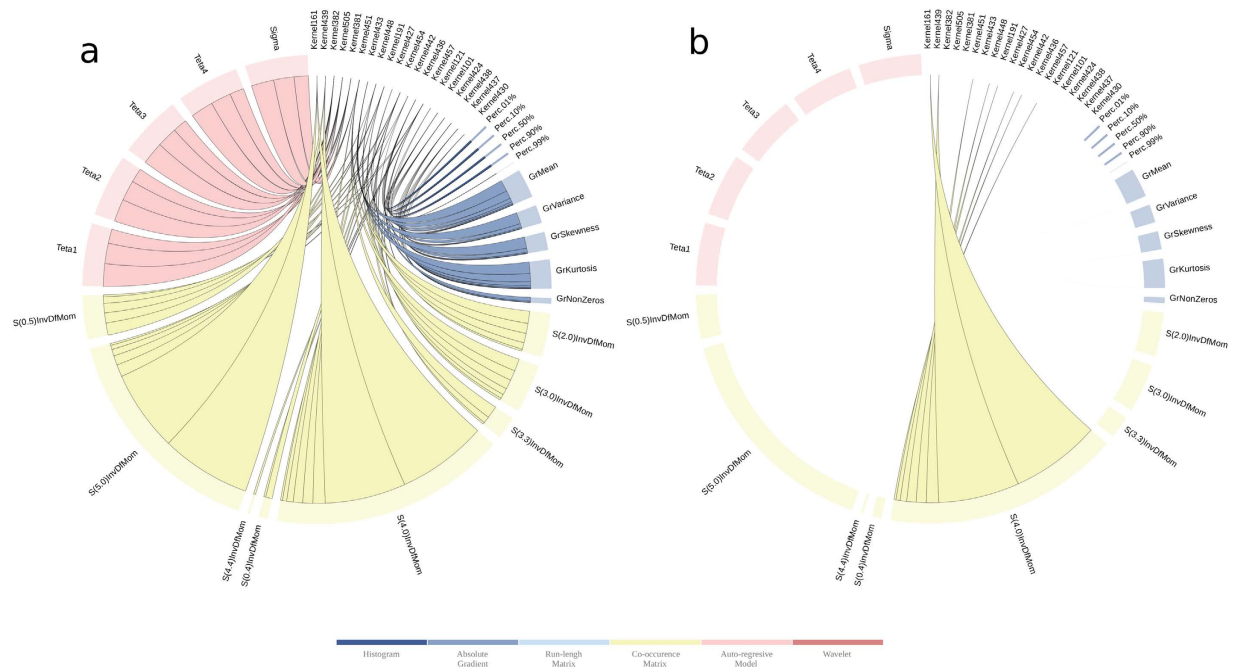 a
Sigma
Teta4
Teta3
Teta2
Teta1
S(0.5)InvDfMom
S(5.0)InvDfMom
S(4.4)InvDfMom
S(0.4)InvDfMom
S(4.0)InvDfMom
S(3.3)InvDfMom
S(3.0)InvDfMom
S(2.0)InvDfMom
GrNonZeros
GrKurtosis
GrSkewness
GrVariance
GrMean
Perc.99%
Perc.90%
Perc.50%
Perc.10%
Perc.01%
Kernel430
Kernel437
Kernel438
Kernel424
Kernel101
Kernel121
Kernel457
Kernel436
Kernel442
Kernel454
Kernel427
Kernel191
Kernel448
Kernel433
Kernel451
Kernel381
Kernel505
Kernel382
Kernel439
Kernel161
b
Sigma
Teta4
Teta3
Teta2
Teta1
S(0.5)InvDfMom
S(5.0)InvDfMom
S(4.4)InvDfMom
S(0.4)InvDfMom
S(4.0)InvDfMom
S(3.3)InvDfMom
S(3.0)InvDfMom
S(2.0)InvDfMom
GrNonZeros
GrKurtosis
GrSkewness
GrVariance
GrMean
Perc.99%
Perc.90%
Perc.50%
Perc.10%
Perc.01%
Kernel430
Kernel437
Kernel438
Kernel424
Kernel101
Kernel121
Kernel457
Kernel436
Kernel442
Kernel454
Kernel427
Kernel191
Kernel448
Kernel433
Kernel451
Kernel381
Kernel505
Kernel382
Kernel439
Kernel161
Histogram
Absolute
Gradient
Run-lengh
Matrix
Co-occurence
Matrix
Auto-regresive
Model
Wavelet